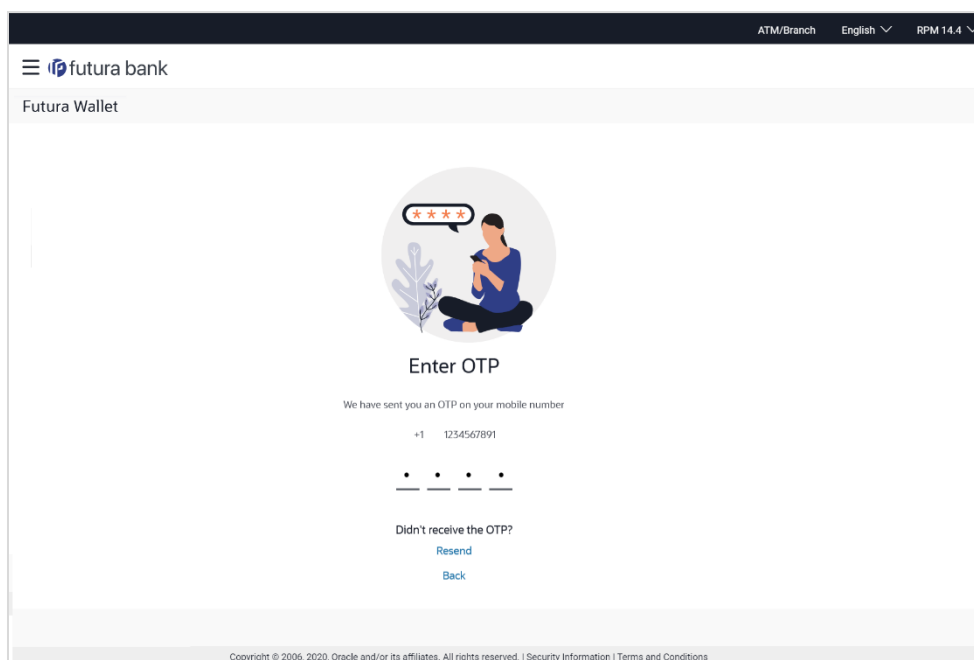 ATM/Branch English RPM 14.4
futura bank
Futura Wallet
* * * *
Enter OTP
We have sent you an OTP on your mobile number
+1 1234567891
• • • •
Didn't receive the OTP?
Resend
Back
Copyright © 2006, 2020, Oracle and/or its affiliates. All rights reserved. | Security Information | Terms and Conditions